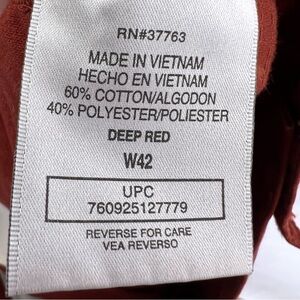 RN#37763
MADE IN VIETNAM
HECHO EN VIETNAM
60% COTTON/ALGODON
40% POLYESTER/POLIESTER
DEEP RED
W42
UPC
760925127779
REVERSE FOR CARE
VEA REVERSO